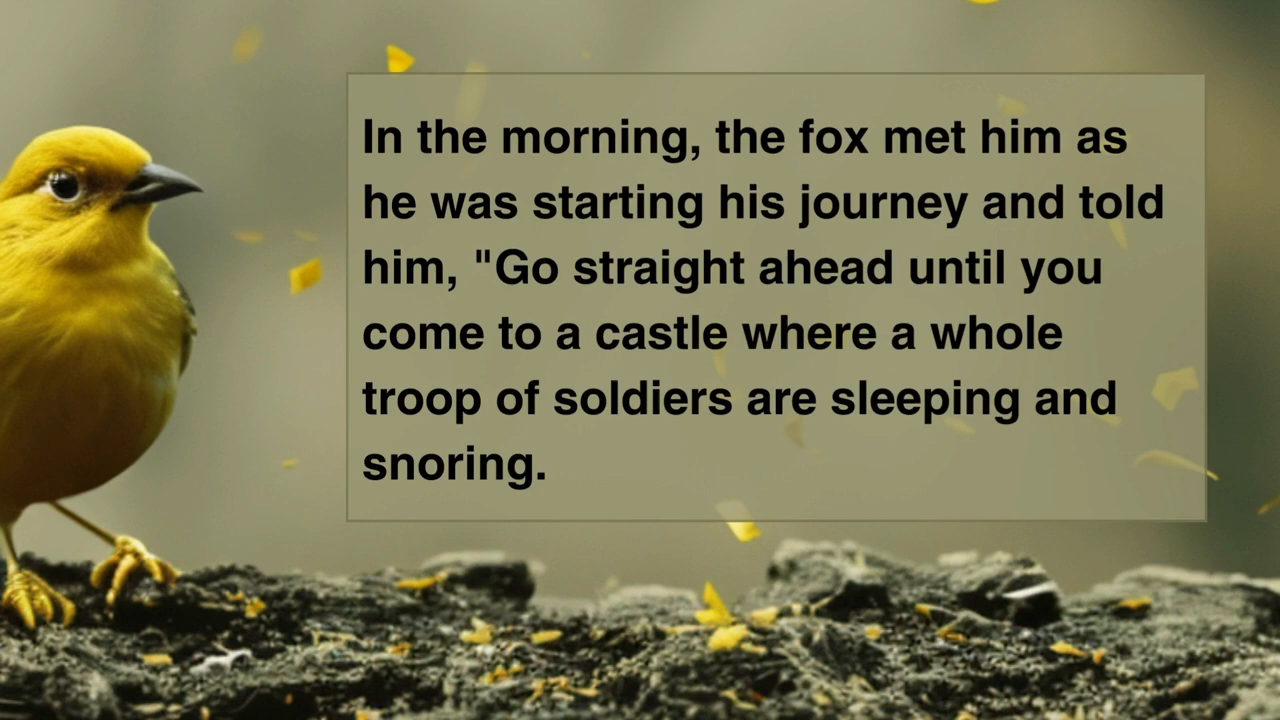 In the morning, the fox met him as
he was starting his journey and told
him, "Go straight ahead until you
come to a castle where a whole
troop of soldiers are sleeping and
snoring.